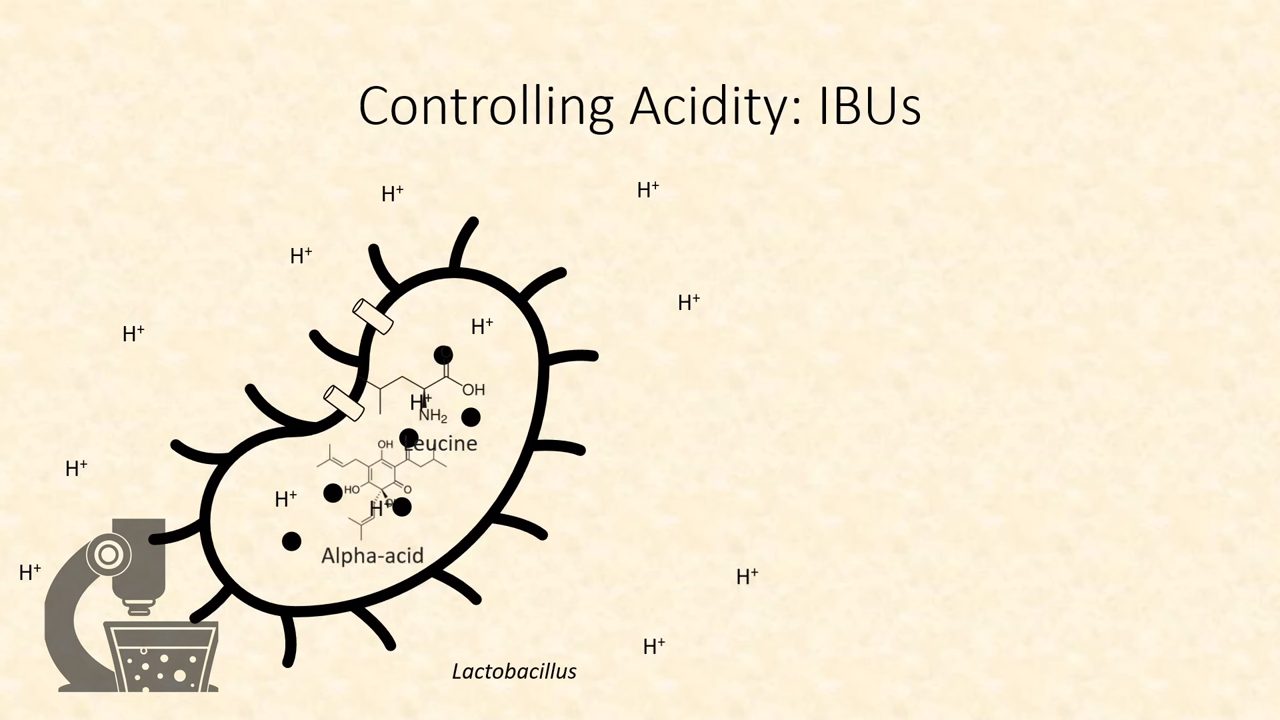 Controlling Acidity: IBUs
H⁺
H⁺
H⁺
H⁺
H⁺
H⁺
OH
H⁺
NH₂
Leucine
OH
H⁺
HO
O
H⁺
H⁺
Alpha-acid
H⁺
H⁺
H⁺
Lactobacillus